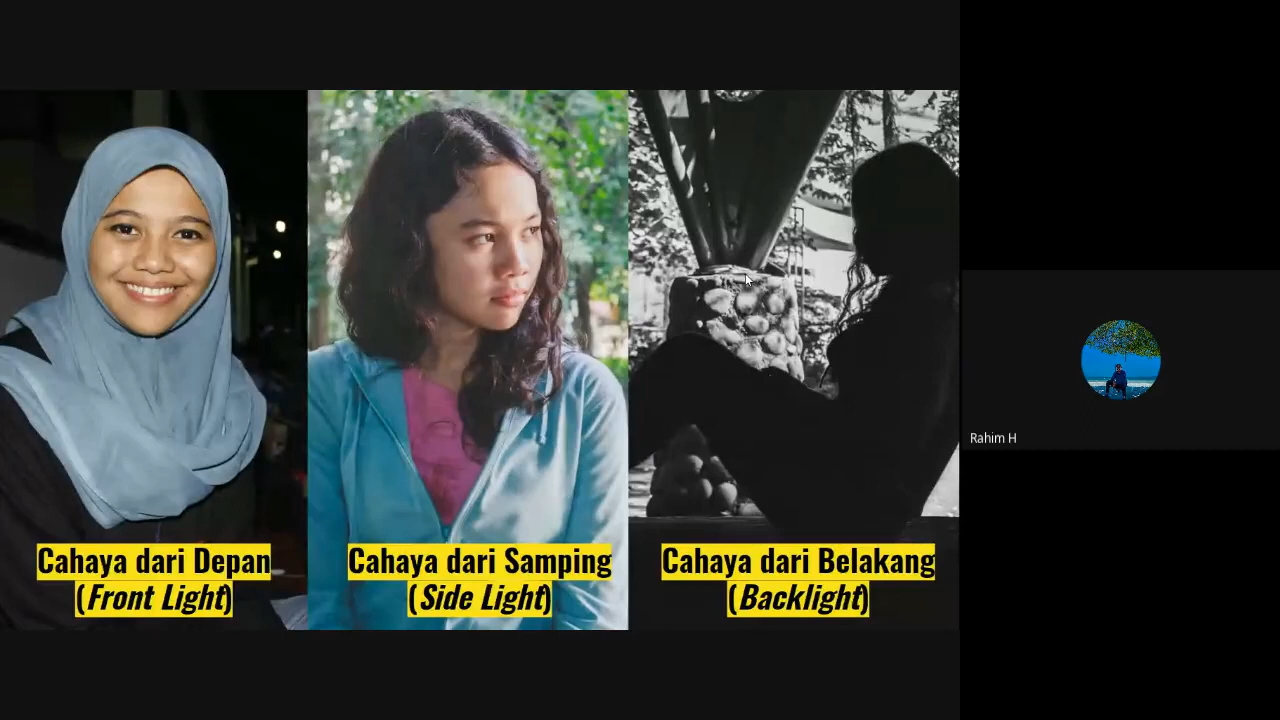 Cahaya dari Depan
(Front Light)
Cahaya dari Samping
(Side Light)
Cahaya dari Belakang
(Backlight)
Rahim H